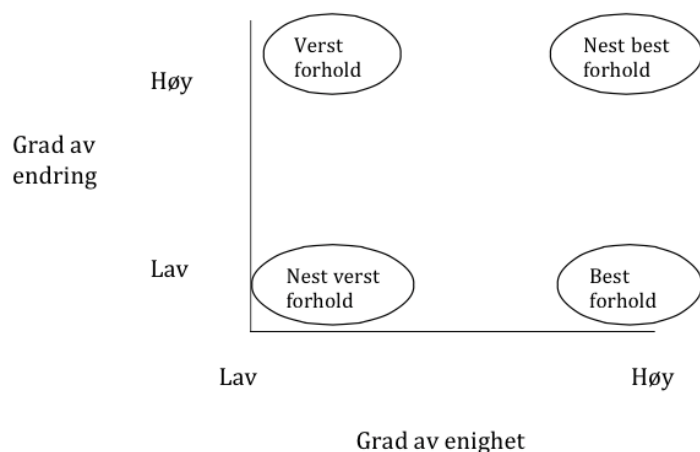 Verst
forhold
Nest best
forhold
Høy
Grad av
endring
Lav
Nest verst
forhold
Best
forhold
Lav
Høy
Grad av enighet